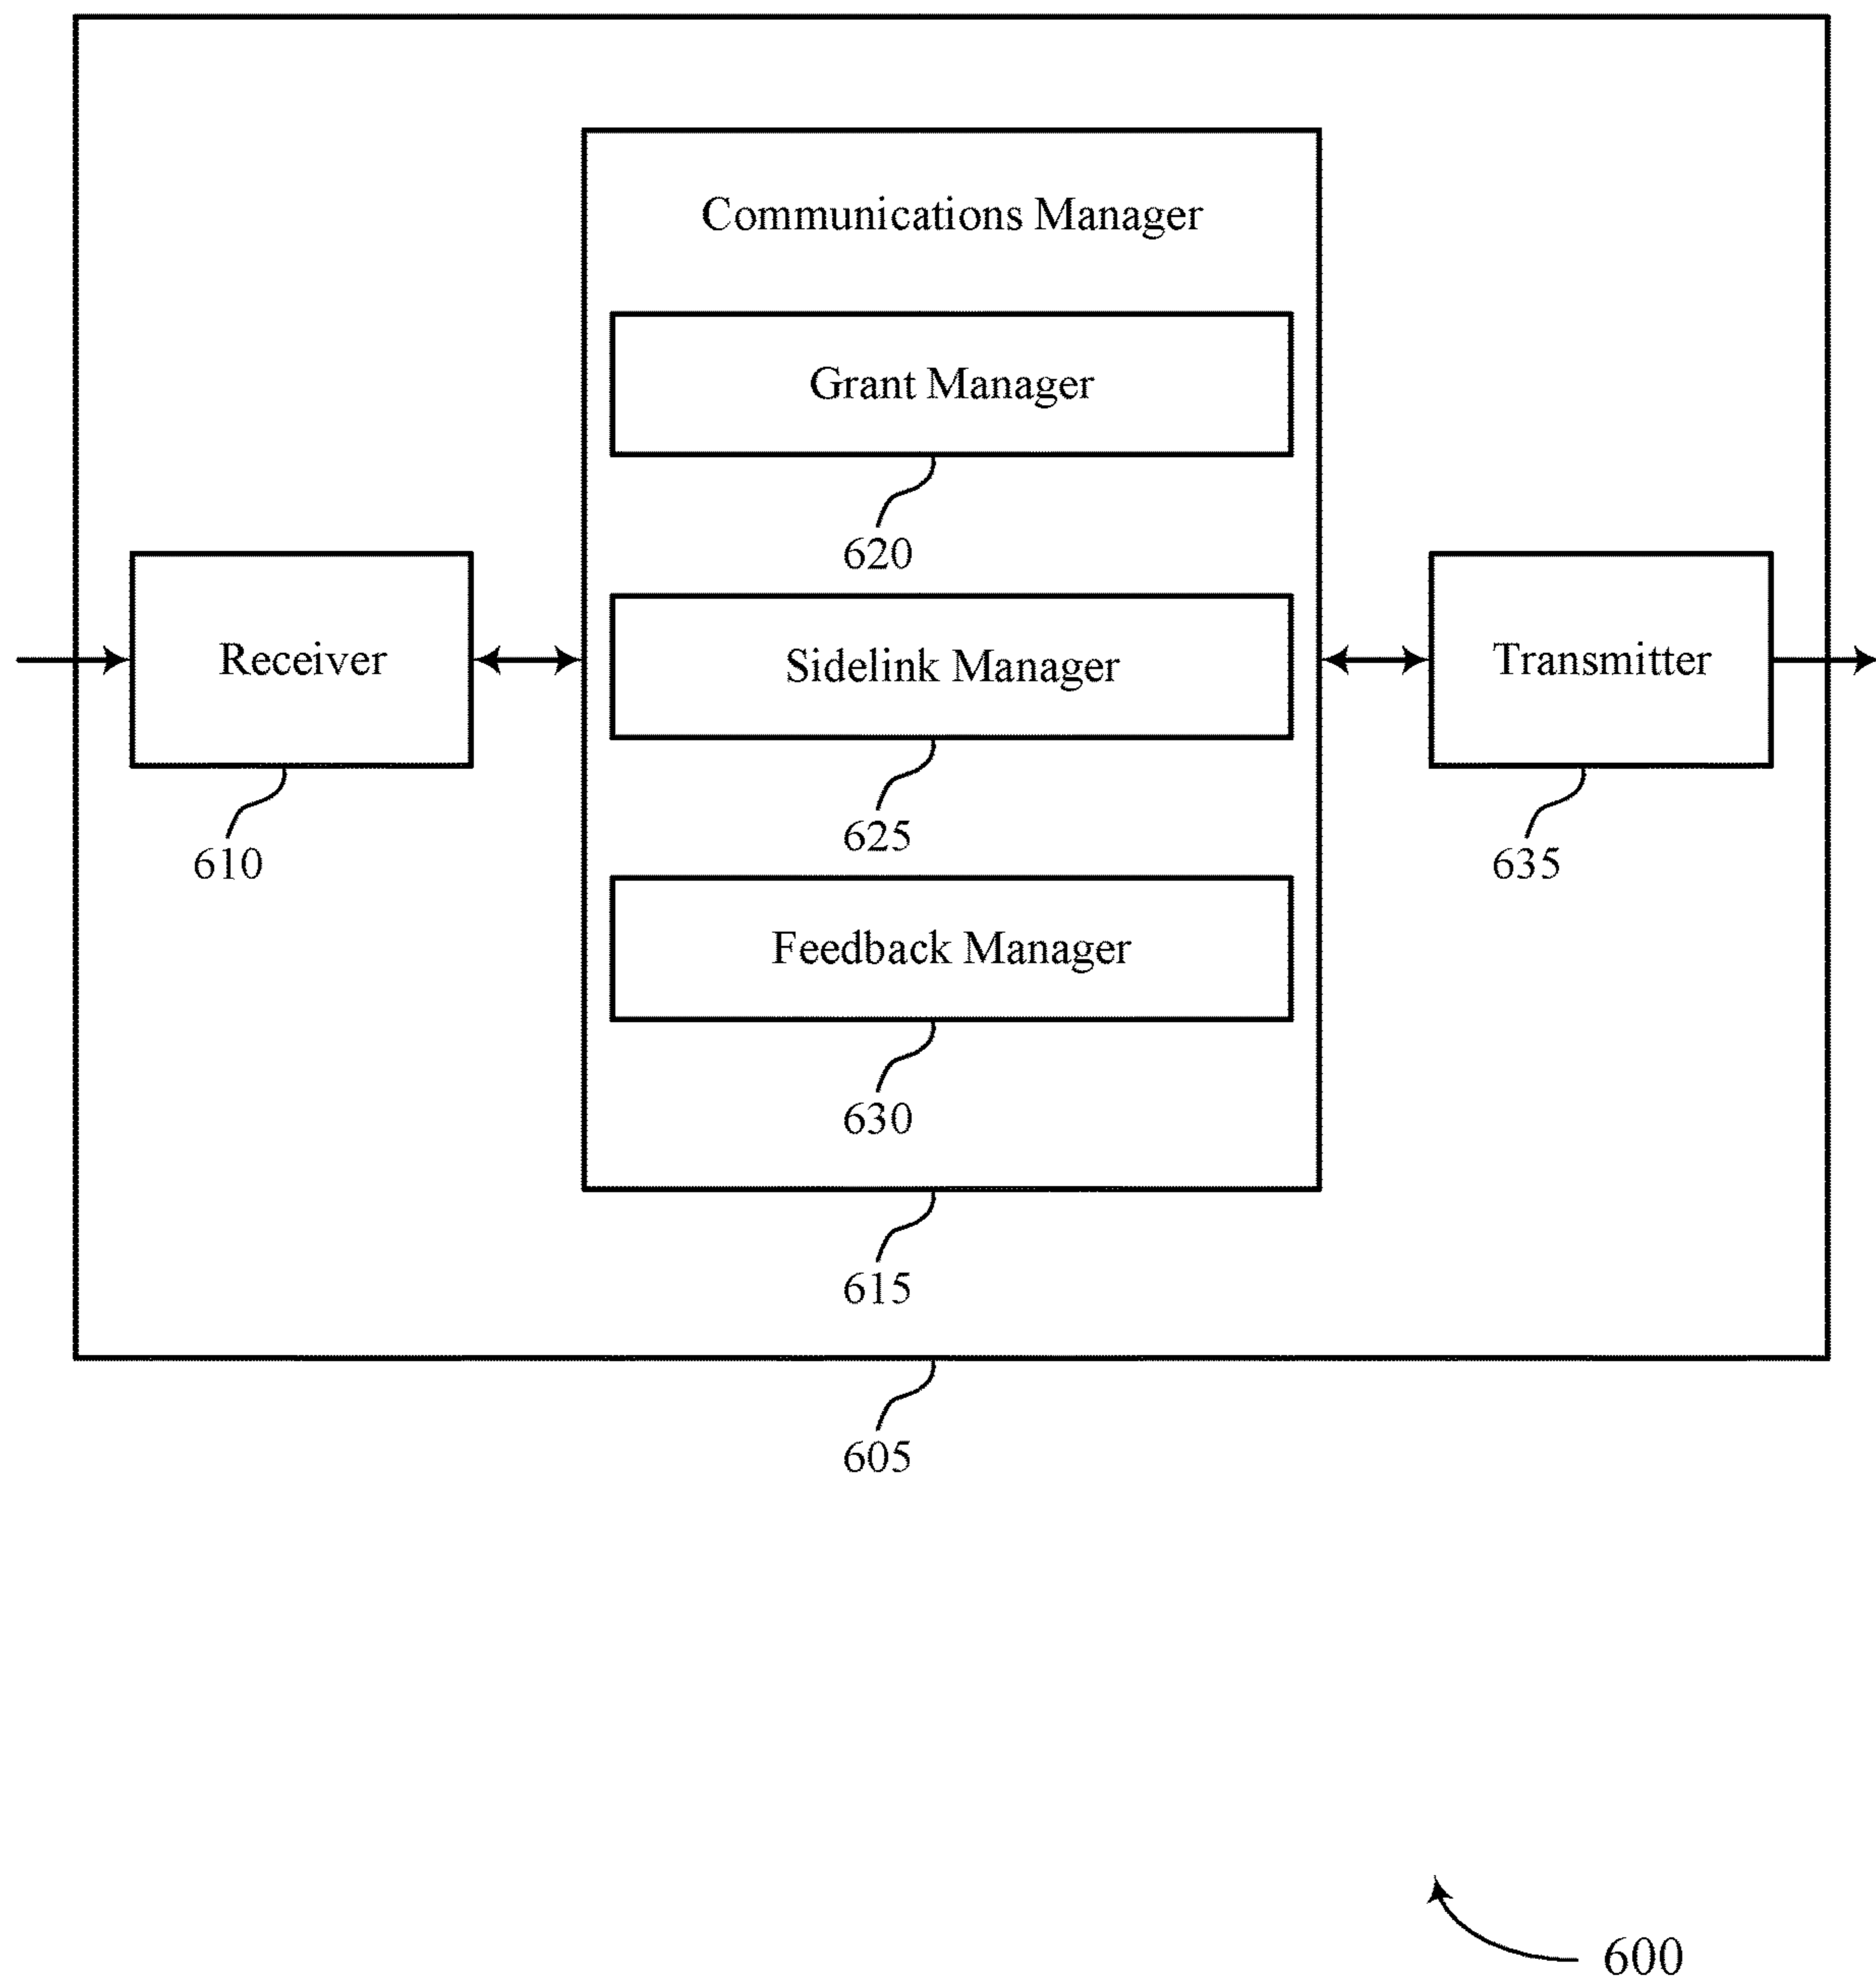 Communications Manager
Grant Manager
620
Receiver
610
Sidelink Manager
625
Transmitter
635
Feedback Manager
630
615
605
600